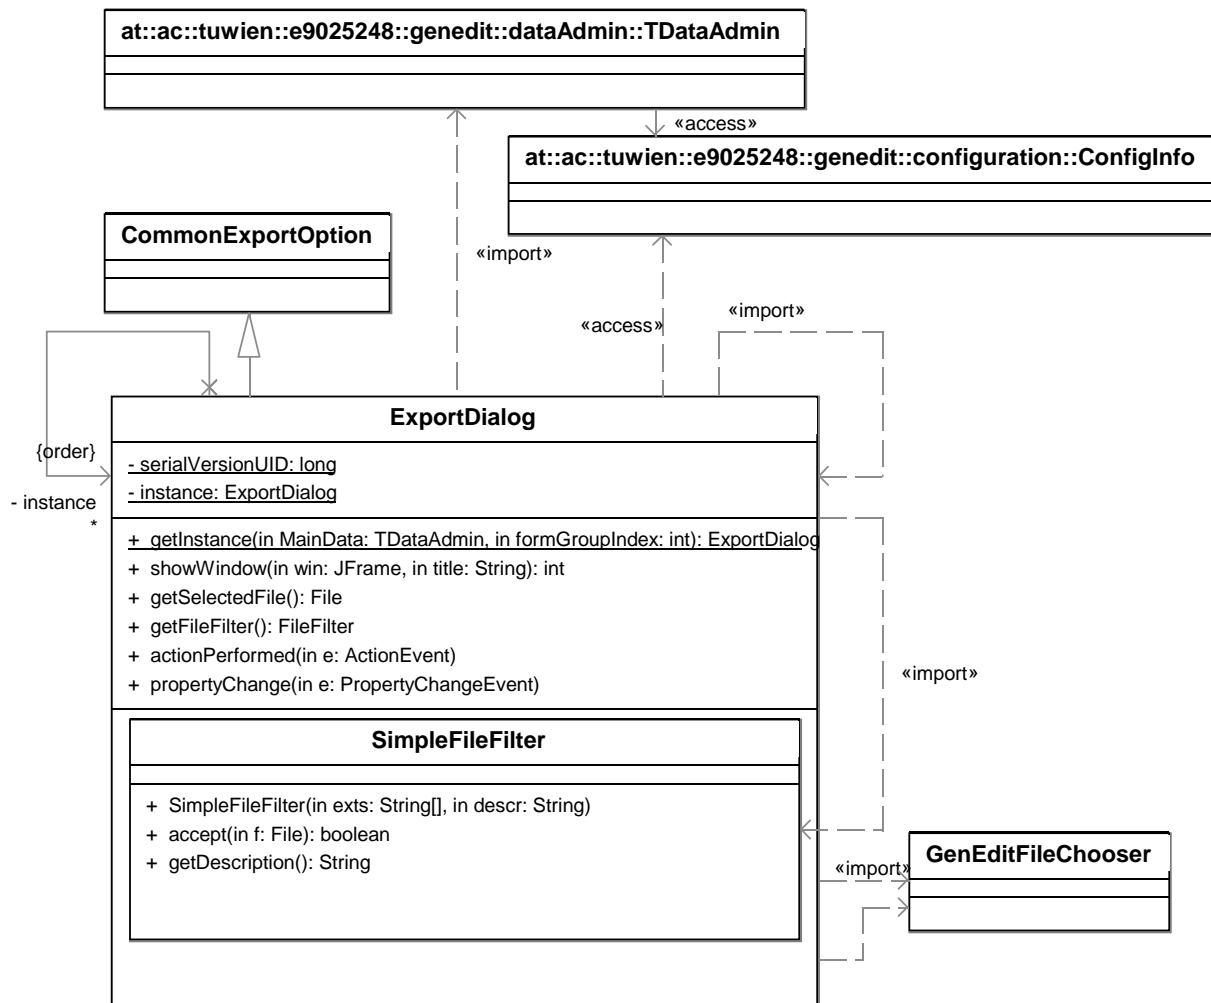 at::ac::tuwien::e9025248::genedit::dataAdmin::TDataAdmin
«access»
at::ac::tuwien::e9025248::genedit::configuration::ConfigInfo
CommonExportOption
«import»
«import»
«access»
ExportDialog
{order}
- serialVersionUID: long
- instance: ExportDialog
- instance
*
+ getInstance(in MainData: TDataAdmin, in formGroupIndex: int): ExportDialog
+ showWindow(in win: JFrame, in title: String): int
+ getSelectedFile(): File
+ getFileFilter(): FileFilter
+ actionPerformed(in e: ActionEvent)
+ propertyChange(in e: PropertyChangeEvent)
«import»
SimpleFileFilter
+ SimpleFileFilter(in exts: String[], in descr: String)
+ accept(in f: File): boolean
+ getDescription(): String
«import»
GenEditFileChooser